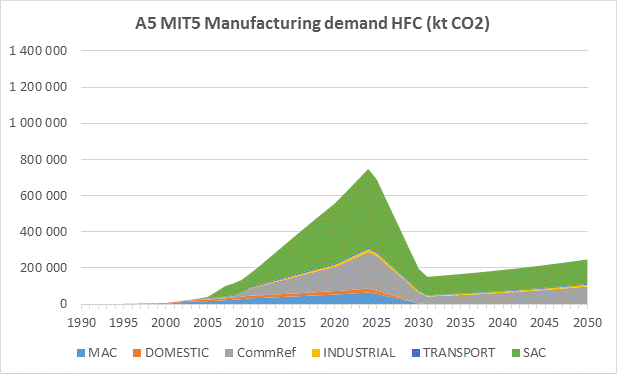 A5 MIT5 Manufacturing demand HFC (kt CO2)
1 400 000
1 200 000
1 000 000
800 000
600 000
400 000
200 000
0
1990 1995 2000 2005 2010 2015 2020 2025 2030 2035 2040 2045 2050
MAC DOMESTIC CommRef INDUSTRIAL TRANSPORT SAC